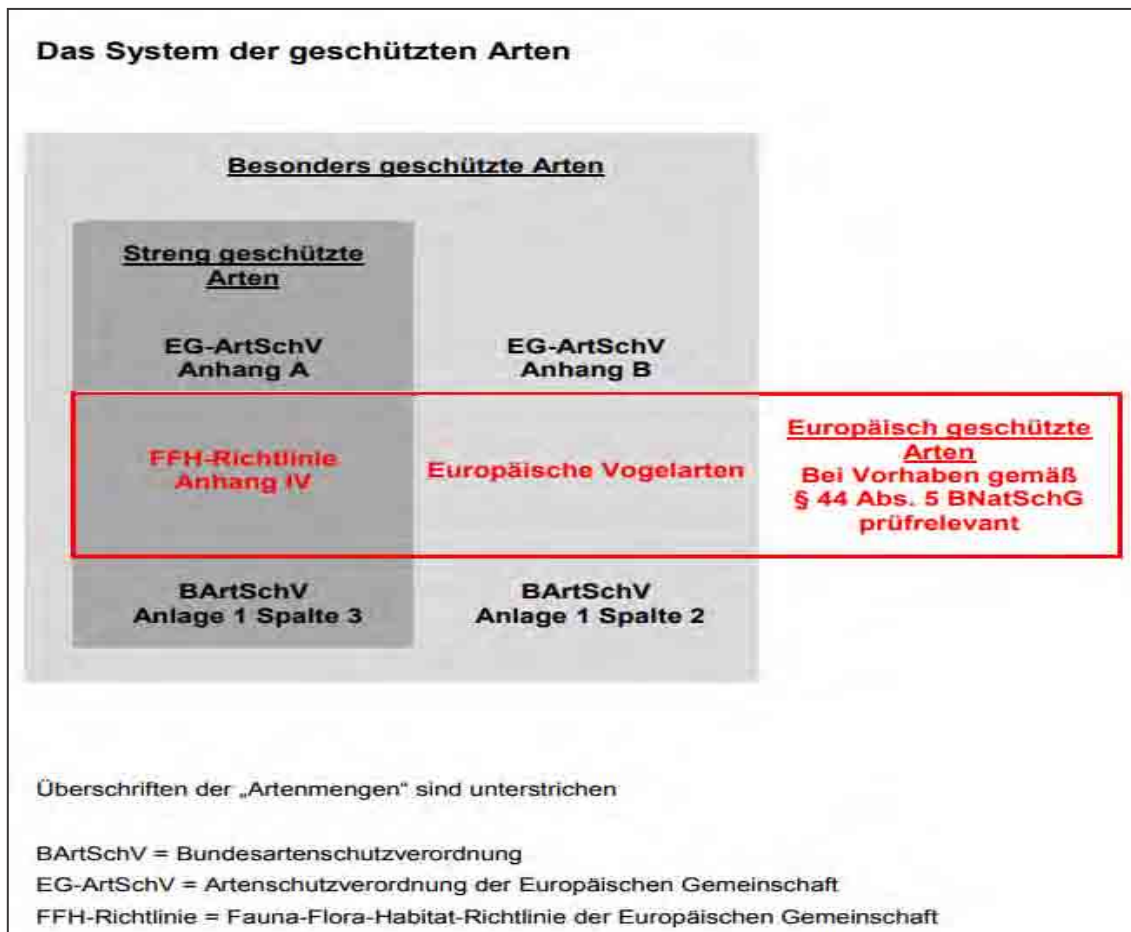 Das System der geschützten Arten
Besonders geschützte Arten
Streng geschützte
Arten
EG-ArtSchV
Anhang A
EG-ArtSchV
Anhang B
FFH-Richtlinie
Anhang IV
Europäische Vogelarten
Europäisch geschützte
Arten
Bei Vorhaben gemäß
§ 44 Abs. 5 BNatSchG
prüfrelevant
BArtSchV
Anlage 1 Spalte 3
BArtSchV
Anlage 1 Spalte 2
Überschriften der „Artenmengen“ sind unterstrichen
BArtSchV = Bundesartenschutzverordnung
EG-ArtSchV = Artenschutzverordnung der Europäischen Gemeinschaft
FFH-Richtlinie = Fauna-Flora-Habitat-Richtlinie der Europäischen Gemeinschaft